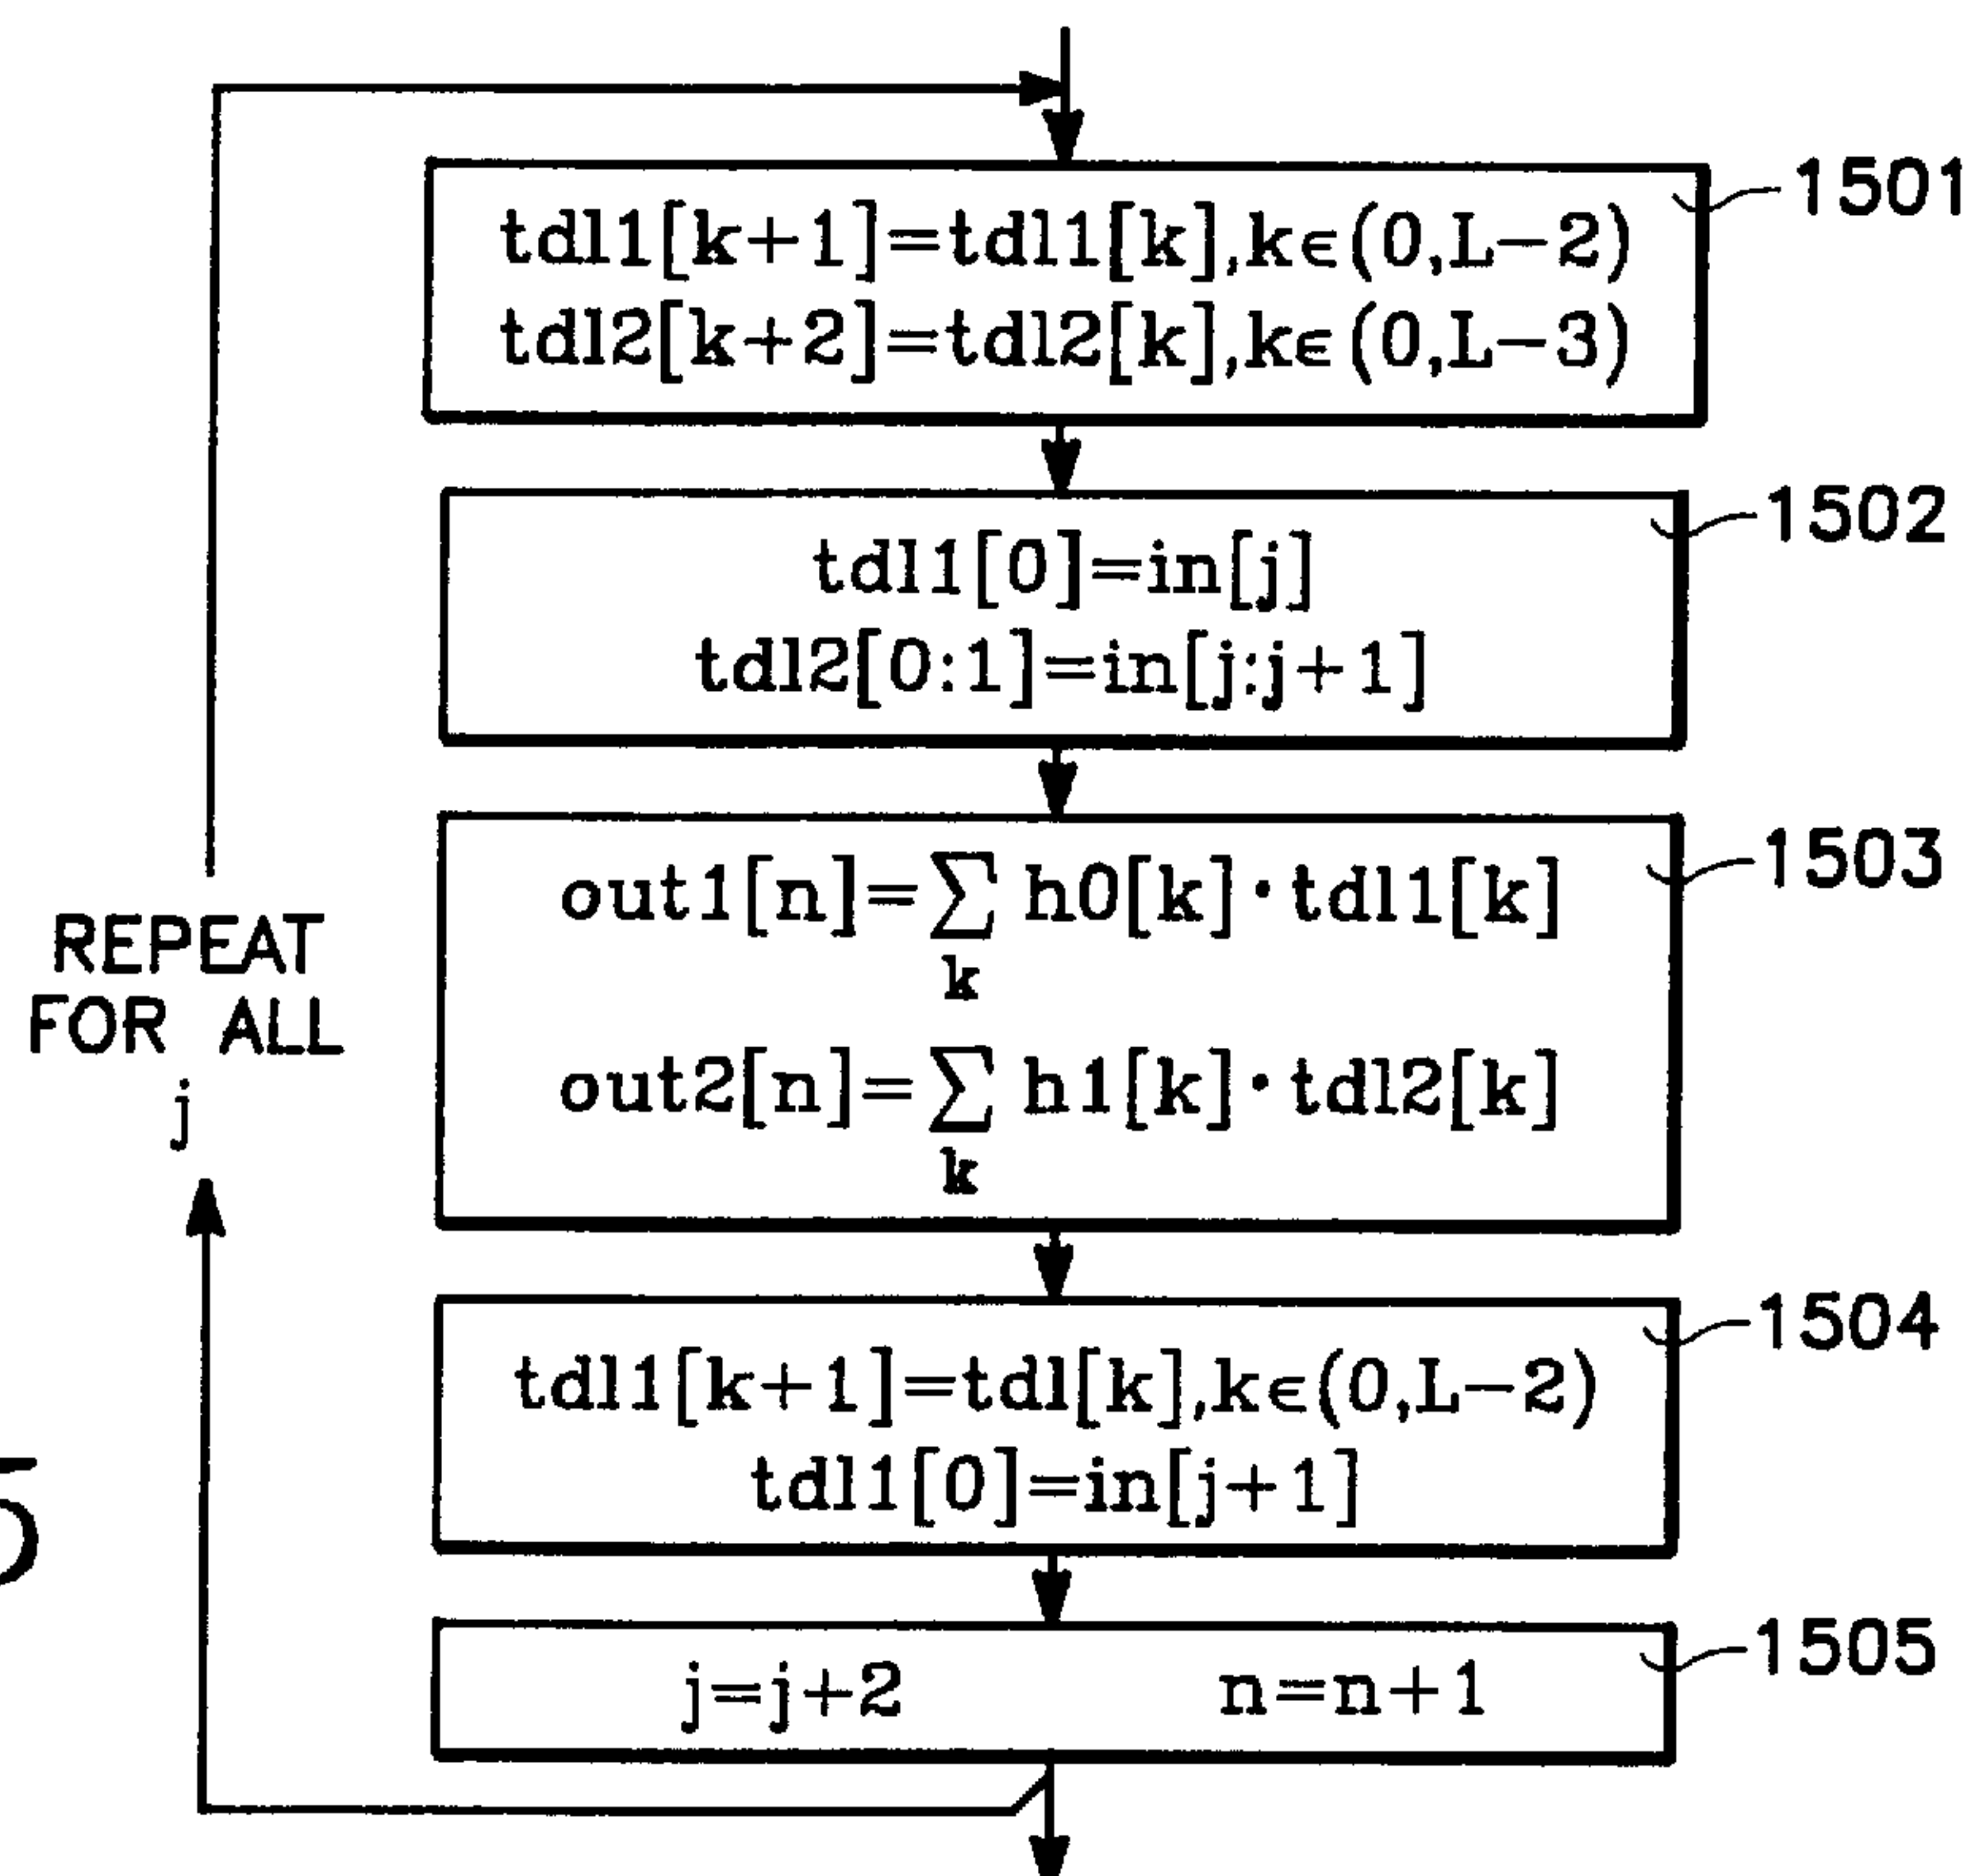 tdl1[k+1]=tdl1[k],k∈(0,L−2)
tdl2[k+2]=tdl2[k],k∈(0,L−3)
1501
tdl1[0]=in[j]
tdl2[0:1]=in[j:j+1]
1502
out1[n]=∑ h0[k]·tdl1[k]
k
out2[n]=∑ h1[k]·tdl2[k]
k
1503
REPEAT
FOR ALL
j
tdl1[k+1]=tdl[k],k∈(0,L−2)
tdl1[0]=in[j+1]
1504
5
j=j+2 n=n+1
1505